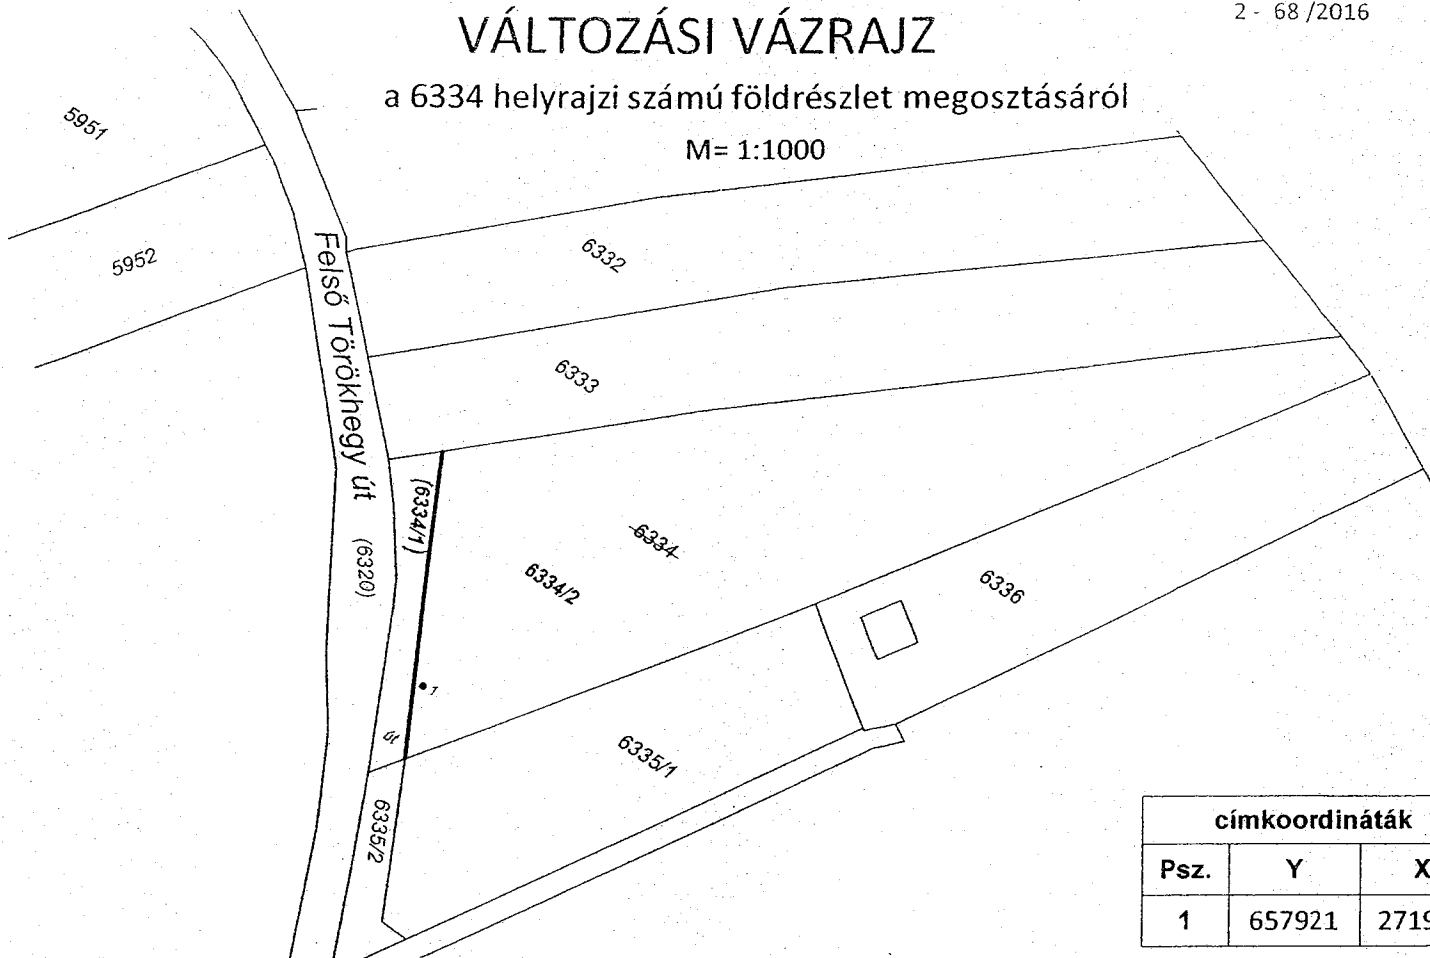 2 - 68 /2016
VÁLTOZÁSI VÁZRAJZ
a 6334 helyrajzi számú földrészlet megosztásáról
M= 1:1000
5951
5952
6332
Felső Törökhegy út
6333
(6334/1)
6334
(6320)
6334/2
6336
1
út
6335/1
6335/2
címkoordináták
Psz. Y X
1 657921 2719